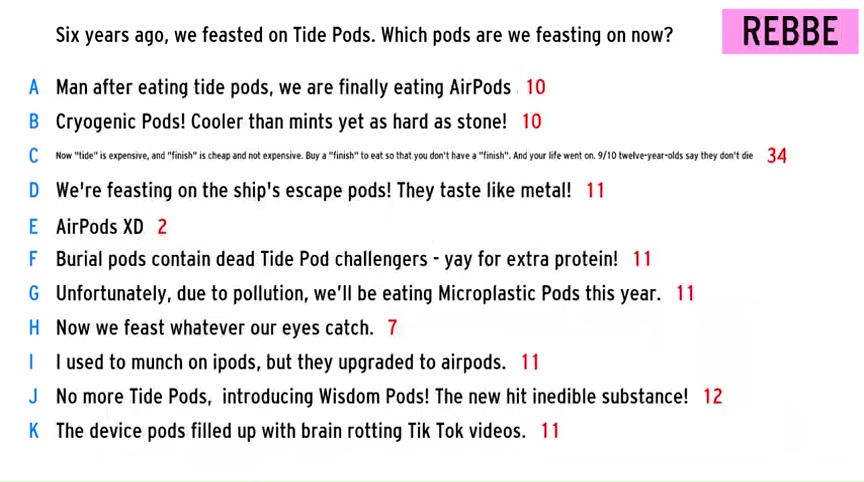 Six years ago, we feasted on Tide Pods. Which pods are we feasting on now?
REBBE
A Man after eating tide pods, we are finally eating AirPods 10
B Cryogenic Pods! Cooler than mints yet as hard as stone! 10
C Now "tide" is expensive, and "finish" is cheap and not expensive. Buy a "finish" to eat so that you don't have a "finish". And your life went on. 9/10 twelve-year-olds say they don't die 34
D We're feasting on the ship's escape pods! They taste like metal! 11
E AirPods XD 2
F Burial pods contain dead Tide Pod challengers - yay for extra protein! 11
G Unfortunately, due to pollution, we'll be eating Microplastic Pods this year. 11
H Now we feast whatever our eyes catch. 7
I I used to munch on ipods, but they upgraded to airpods. 11
J No more Tide Pods, introducing Wisdom Pods! The new hit inedible substance! 12
K The device pods filled up with brain rotting Tik Tok videos. 11